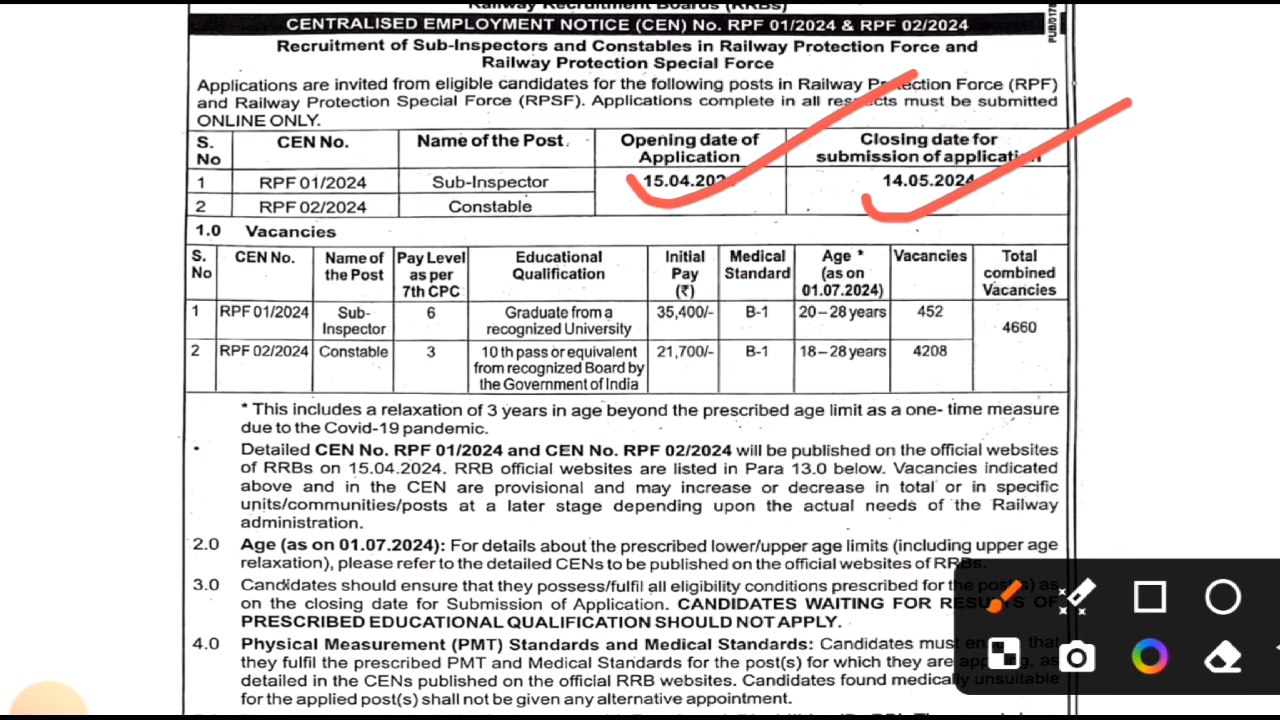 Railway Recruitment Boards (RRBs)
CENTRALISED EMPLOYMENT NOTICE (CEN) No. RPF 01/2024 & RPF 02/2024
Recruitment of Sub-Inspectors and Constables in Railway Protection Force and
Railway Protection Special Force
Applications are invited from eligible candidates for the following posts in Railway Protection Force (RPF)
and Railway Protection Special Force (RPSF). Applications complete in all respects must be submitted
ONLINE ONLY.
S. No CEN No. Name of the Post Opening date of Application Closing date for submission of application
1 RPF 01/2024 Sub-Inspector 15.04.2024 14.05.2024
2 RPF 02/2024 Constable
1.0 Vacancies
S. No CEN No. Name of the Post Pay Level as per 7th CPC Educational Qualification Initial Pay (₹) Medical Standard Age * (as on 01.07.2024) Vacancies Total combined Vacancies
1 RPF 01/2024 Sub-Inspector 6 Graduate from a recognized University 35,400/- B-1 20–28 years 452 4660
2 RPF 02/2024 Constable 3 10 th pass or equivalent from recognized Board by the Government of India 21,700/- B-1 18–28 years 4208
* This includes a relaxation of 3 years in age beyond the prescribed age limit as a one- time measure
due to the Covid-19 pandemic.
• Detailed CEN No. RPF 01/2024 and CEN No. RPF 02/2024 will be published on the official websites
of RRBs on 15.04.2024. RRB official websites are listed in Para 13.0 below. Vacancies indicated
above and in the CEN are provisional and may increase or decrease in total or in specific
units/communities/posts at a later stage depending upon the actual needs of the Railway
administration.
2.0 Age (as on 01.07.2024): For details about the prescribed lower/upper age limits (including upper age
relaxation), please refer to the detailed CENs to be published on the official websites of RRBs.
3.0 Candidates should ensure that they possess/fulfil all eligibility conditions prescribed for the post(s) as
on the closing date for Submission of Application. CANDIDATES WAITING FOR RESULTS OF
PRESCRIBED EDUCATIONAL QUALIFICATION SHOULD NOT APPLY.
4.0 Physical Measurement (PMT) Standards and Medical Standards: Candidates must ensure that
they fulfil the prescribed PMT and Medical Standards for the post(s) for which they are applying, as
detailed in the CENs published on the official RRB websites. Candidates found medically unsuitable
for the applied post(s) shall not be given any alternative appointment.